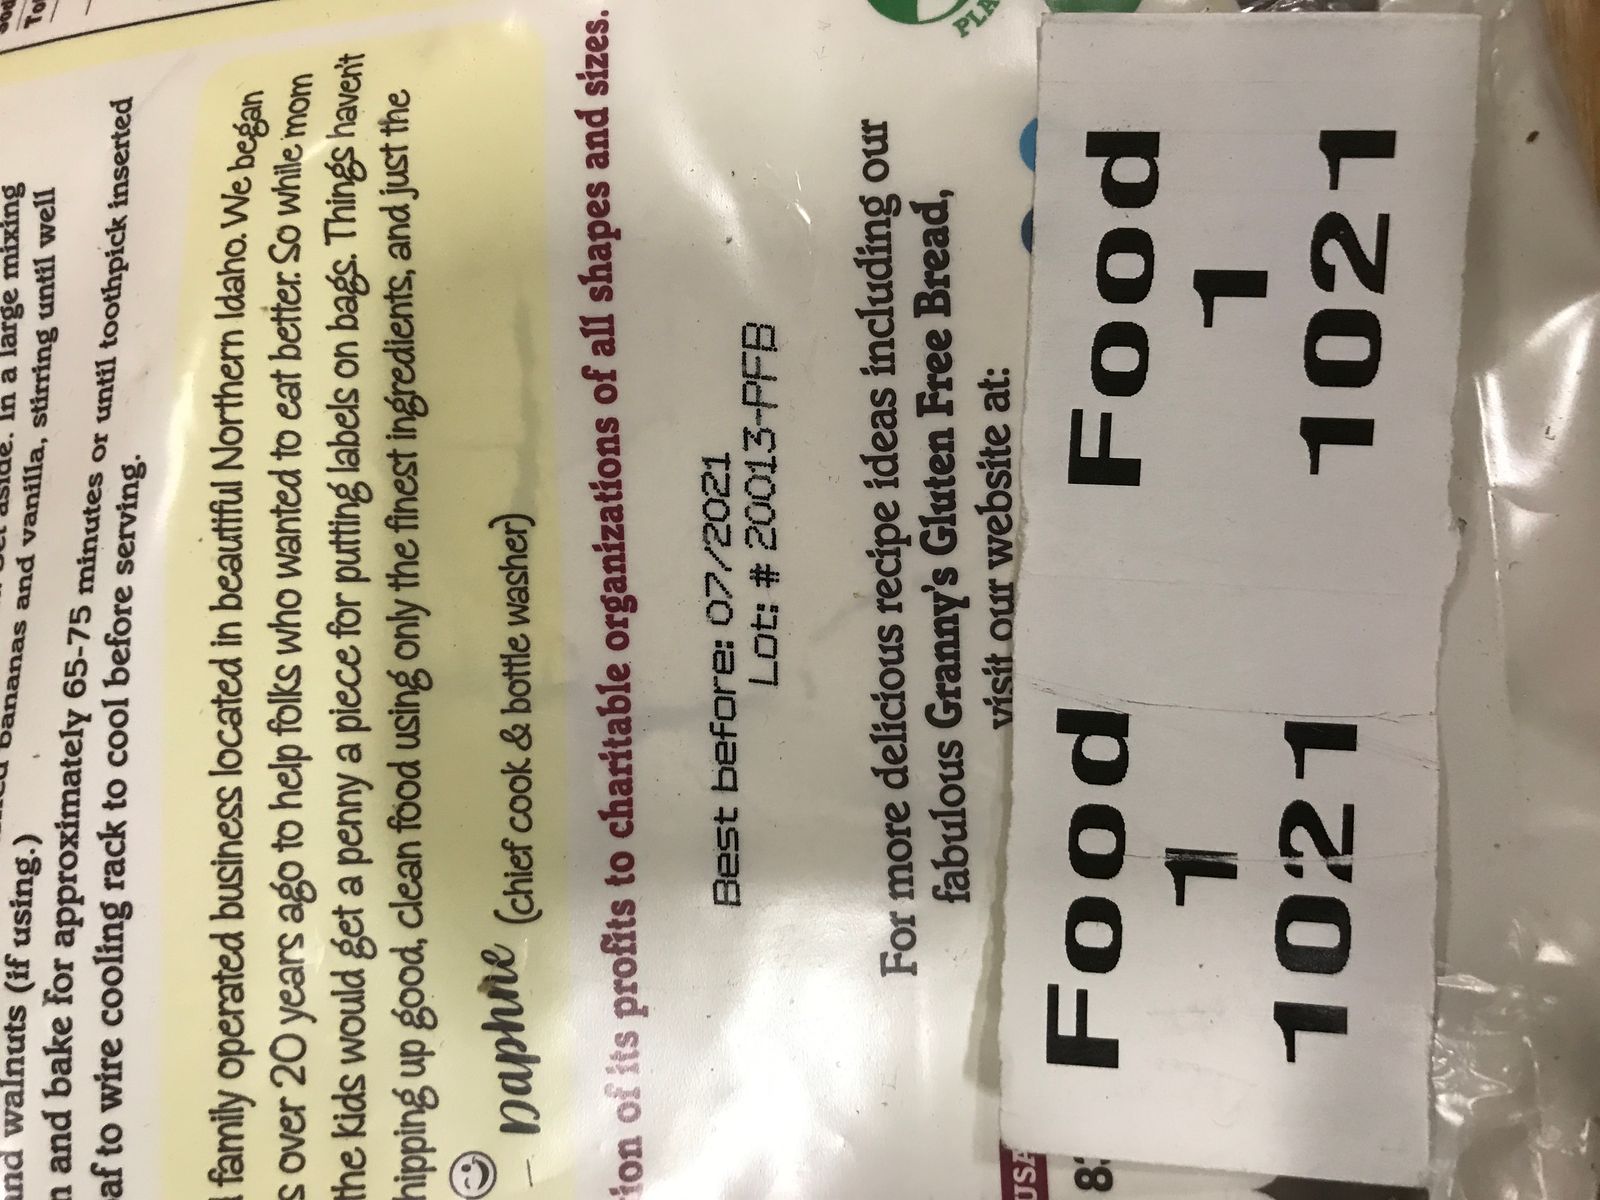 and walnuts (if using.)
bananas and vanilla, stirring until well
aside. In a large mixing
and bake for approximately 65-75 minutes or until toothpick inserted
to wire cooling rack to cool before serving.
family operated business located in beautiful Northern Idaho. We began
over 20 years ago to help folks who wanted to eat better. So while mom
the kids would get a penny a piece for putting labels on bags. Things haven't
up good, clean food using only the finest ingredients, and just the
– Daphne (chief cook & bottle washer)
of its profits to charitable organizations of all shapes and sizes.
Best before: 07/2021
Lot: # 20013-PFB
For more delicious recipe ideas including our
fabulous Granny's Gluten Free Bread,
visit our website at:
USA
Food
1
1021
Food
1
1021